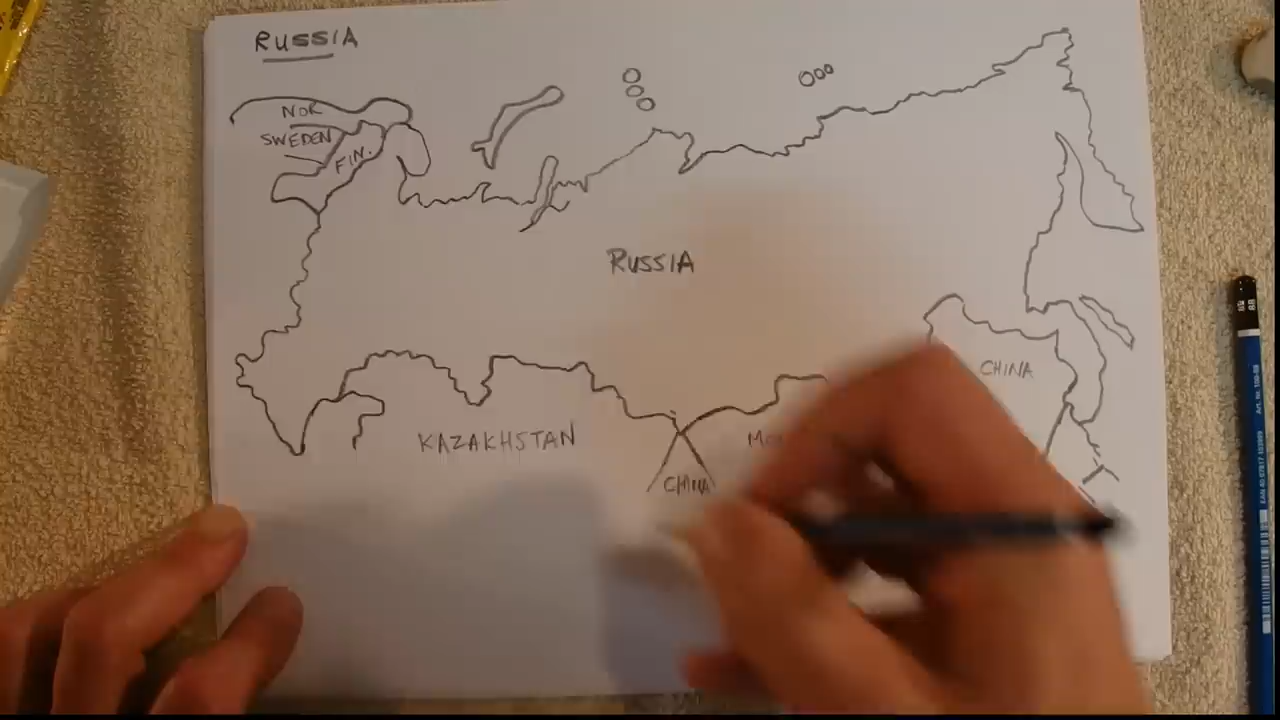 RUSSIA
NOR
SWEDEN
FIN.
RUSSIA
CHINA
KAZAKHSTAN
CHINA